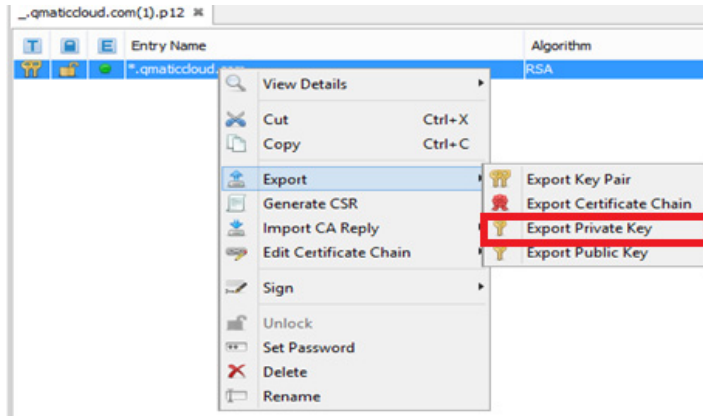 _.qmaticcloud.com(1).p12
T E Entry Name Algorithm
*.qmaticcloud. RSA
View Details
Cut Ctrl+X
Copy Ctrl+C
Export
Export Key Pair
Generate CSR
Export Certificate Chain
Import CA Reply
Export Private Key
Edit Certificate Chain
Export Public Key
Sign
Unlock
Set Password
Delete
Rename